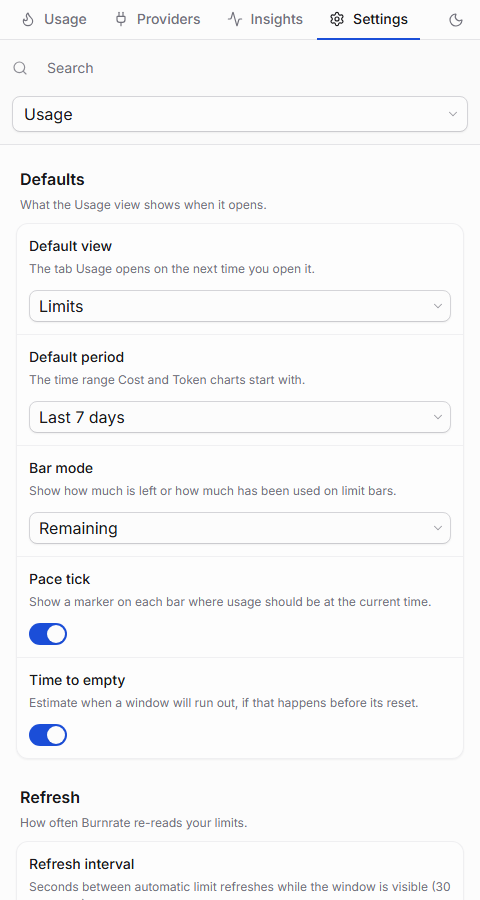 Usage
Providers
Insights
Settings
Search
Usage
Defaults
What the Usage view shows when it opens.
Default view
The tab Usage opens on the next time you open it.
Limits
Default period
The time range Cost and Token charts start with.
Last 7 days
Bar mode
Show how much is left or how much has been used on limit bars.
Remaining
Pace tick
Show a marker on each bar where usage should be at the current time.
Time to empty
Estimate when a window will run out, if that happens before its reset.
Refresh
How often Burnrate re-reads your limits.
Refresh interval
Seconds between automatic limit refreshes while the window is visible (30